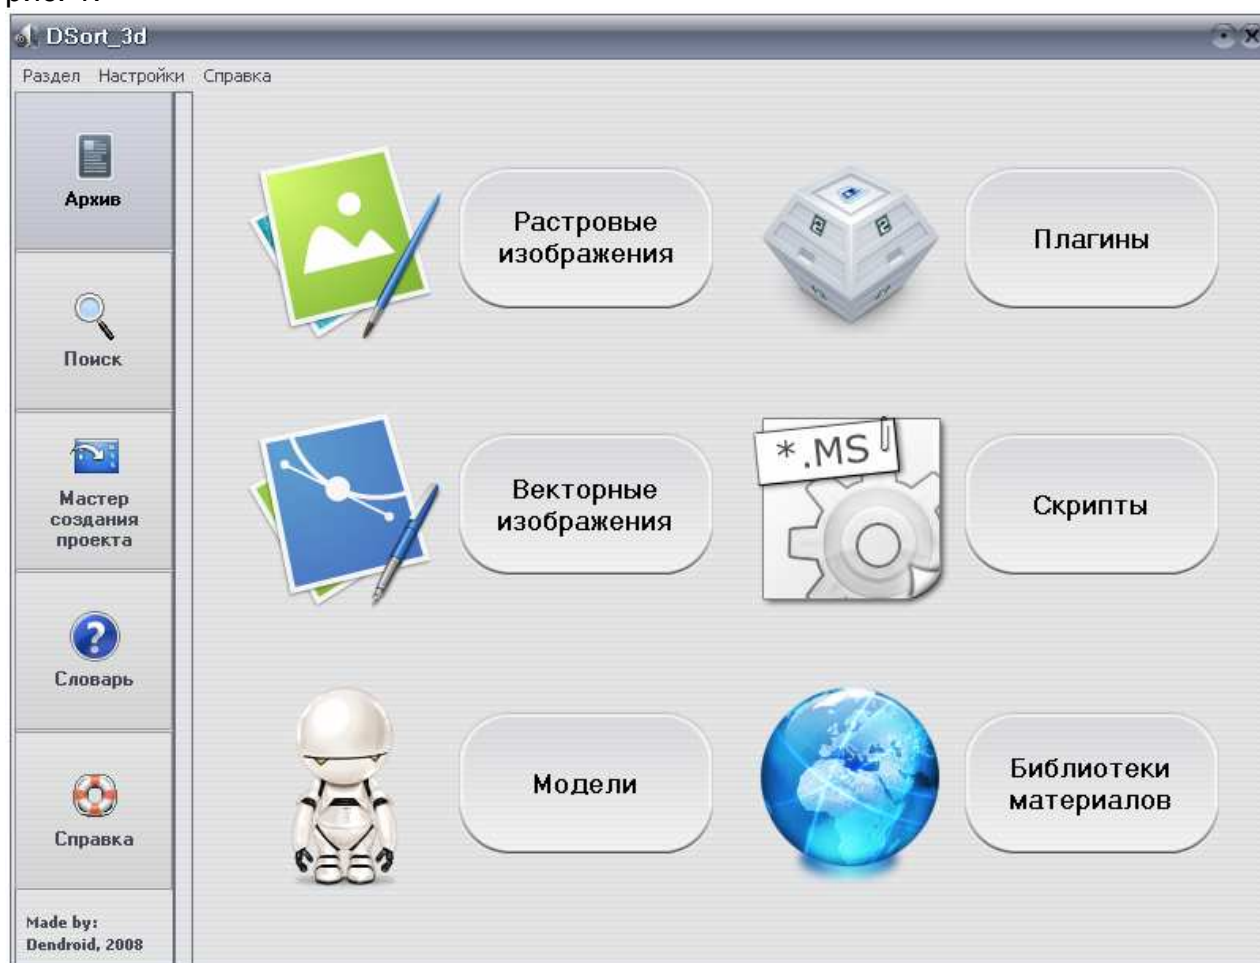 DSort_3d
Раздел Настройки Справка
Архив
Поиск
Мастер
создания
проекта
Словарь
Справка
Made by:
Dendroid, 2008
Растровые
изображения
Плагины
Векторные
изображения
*.MS
Скрипты
Модели
Библиотеки
материалов